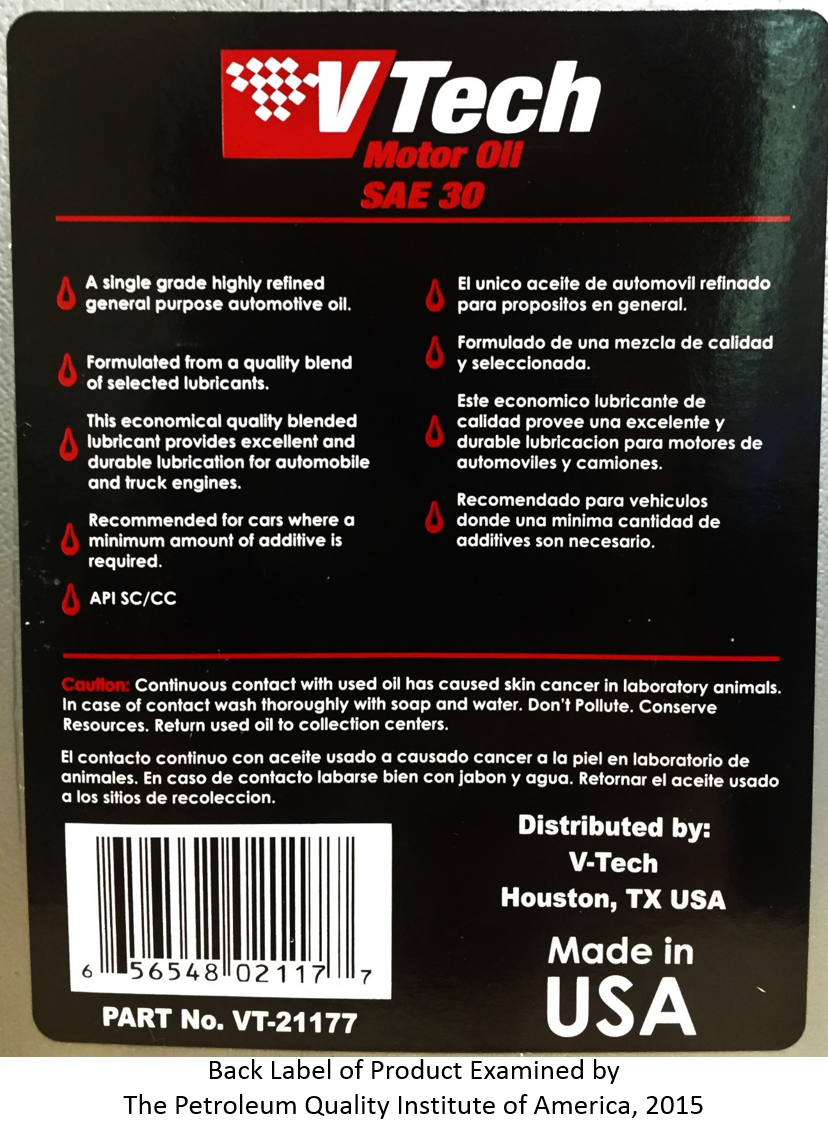 V Tech
Motor Oil
SAE 30
A single grade highly refined
general purpose automotive oil.
Formulated from a quality blend
of selected lubricants.
This economical quality blended
lubricant provides excellent and
durable lubrication for automobile
and truck engines.
Recommended for cars where a
minimum amount of additive is
required.
API SC/CC
El unico aceite de automovil refinado
para propositos en general.
Formulado de una mezcla de calidad
y seleccionada.
Este economico lubricante de
calidad provee una excelente y
durable lubricacion para motores de
automoviles y camiones.
Recomendado para vehiculos
donde una minima cantidad de
additives son necesario.
Caution: Continuous contact with used oil has caused skin cancer in laboratory animals.
In case of contact wash thoroughly with soap and water. Don't Pollute. Conserve
Resources. Return used oil to collection centers.
El contacto continuo con aceite usado a causado cancer a la piel en laboratorio de
animales. En caso de contacto labarse bien con jabon y agua. Retornar el aceite usado
a los sitios de recoleccion.
6 56548 02117 7
PART No. VT-21177
Distributed by:
V-Tech
Houston, TX USA
Made in
USA
Back Label of Product Examined by
The Petroleum Quality Institute of America, 2015